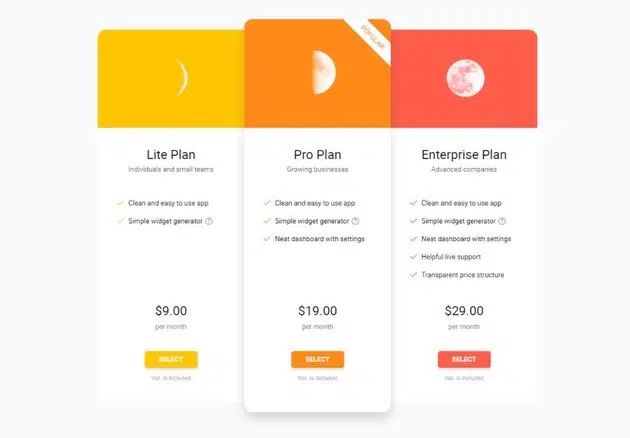 POPULAR
Lite Plan
Individuals and small teams
Clean and easy to use app
Simple widget generator ?
$9.00
per month
SELECT
Vat. is included.
Pro Plan
Growing businesses
Clean and easy to use app
Simple widget generator ?
Neat dashboard with settings
$19.00
per month
SELECT
Vat. is included.
Enterprise Plan
Advanced companies
Clean and easy to use app
Simple widget generator ?
Neat dashboard with settings
Helpful live support
Transparent price structure
$29.00
per month
SELECT
Vat. is included.